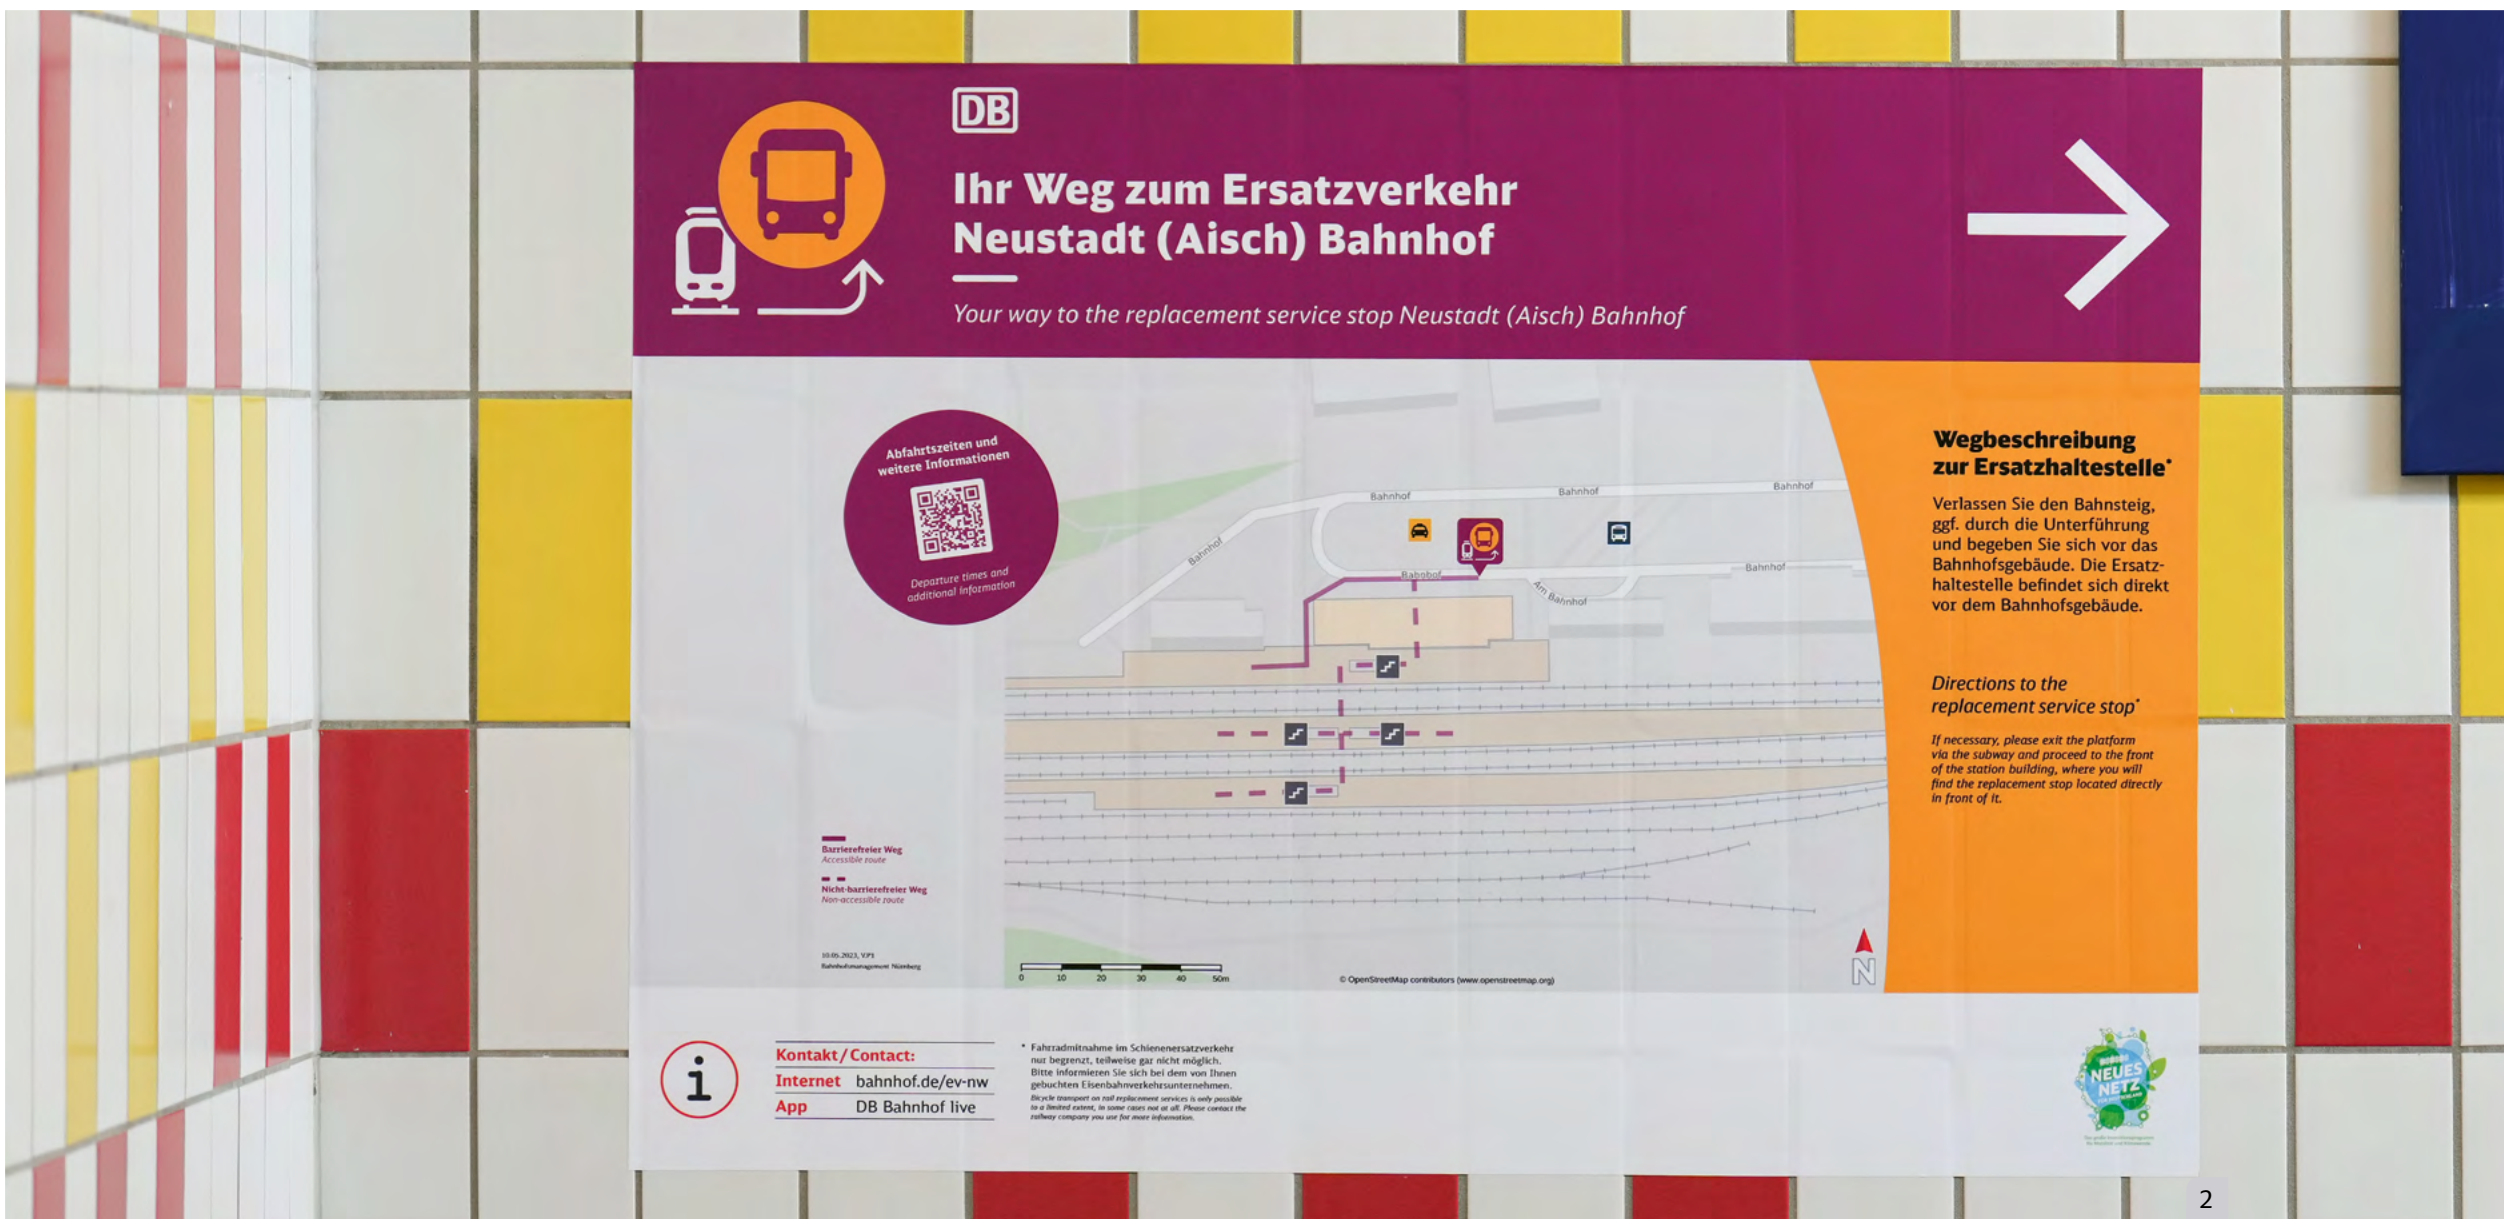 DB
Ihr Weg zum Ersatzverkehr
Neustadt (Aisch) Bahnhof
Your way to the replacement service stop Neustadt (Aisch) Bahnhof
Abfahrtszeiten und
weitere Informationen
Departure times and
additional information
Bahnhof
Bahnhof
Bahnhof
Bahnhof
Bahnhof
Bahnhof
Am Bahnhof
Barrierefreier Weg
Accessible route
Nicht-barrierefreier Weg
Non-accessible route
Bahnhofsmanagement Nürnberg
0 10 20 30 40 50m
© OpenStreetMap contributors (www.openstreetmap.org)
N
Wegbeschreibung
zur Ersatzhaltestelle*
Verlassen Sie den Bahnsteig,
ggf. durch die Unterführung
und begeben Sie sich vor das
Bahnhofsgebäude. Die Ersatz-
haltestelle befindet sich direkt
vor dem Bahnhofsgebäude.
Directions to the
replacement service stop*
If necessary, please exit the platform
via the subway and proceed to the front
of the station building, where you will
find the replacement stop located directly
in front of it.
i
Kontakt/Contact:
Internet bahnhof.de/ev-nw
App DB Bahnhof live
* Fahrradmitnahme im Schienenersatzverkehr
nur begrenzt, teilweise gar nicht möglich.
Bitte informieren Sie sich bei dem von Ihnen
gebuchten Eisenbahnverkehrsunternehmen.
Bicycle transport on rail replacement services is only possible
to a limited extent, in some cases not at all. Please contact the
railway company you use for more information.
NEUES
NETZ
2